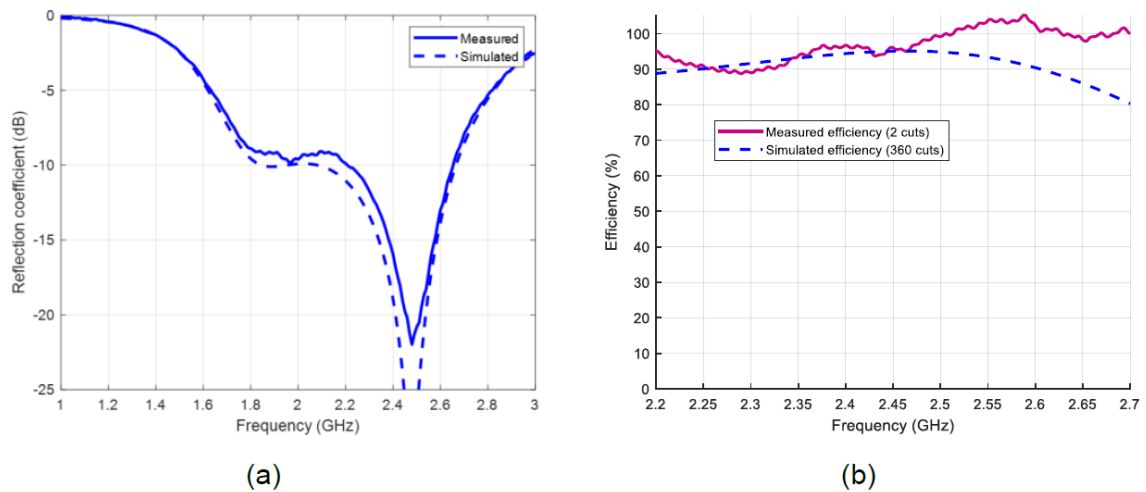 0
-5
-10
-15
-20
-25
Reflection coefficient (dB)
Measured
Simulated
1 1.2 1.4 1.6 1.8 2 2.2 2.4 2.6 2.8 3
Frequency (GHz)
(a)
100
90
80
70
60
50
40
30
20
10
0
Efficiency (%)
Measured efficiency (2 cuts)
Simulated efficiency (360 cuts)
2.2 2.25 2.3 2.35 2.4 2.45 2.5 2.55 2.6 2.65 2.7
Frequency (GHz)
(b)